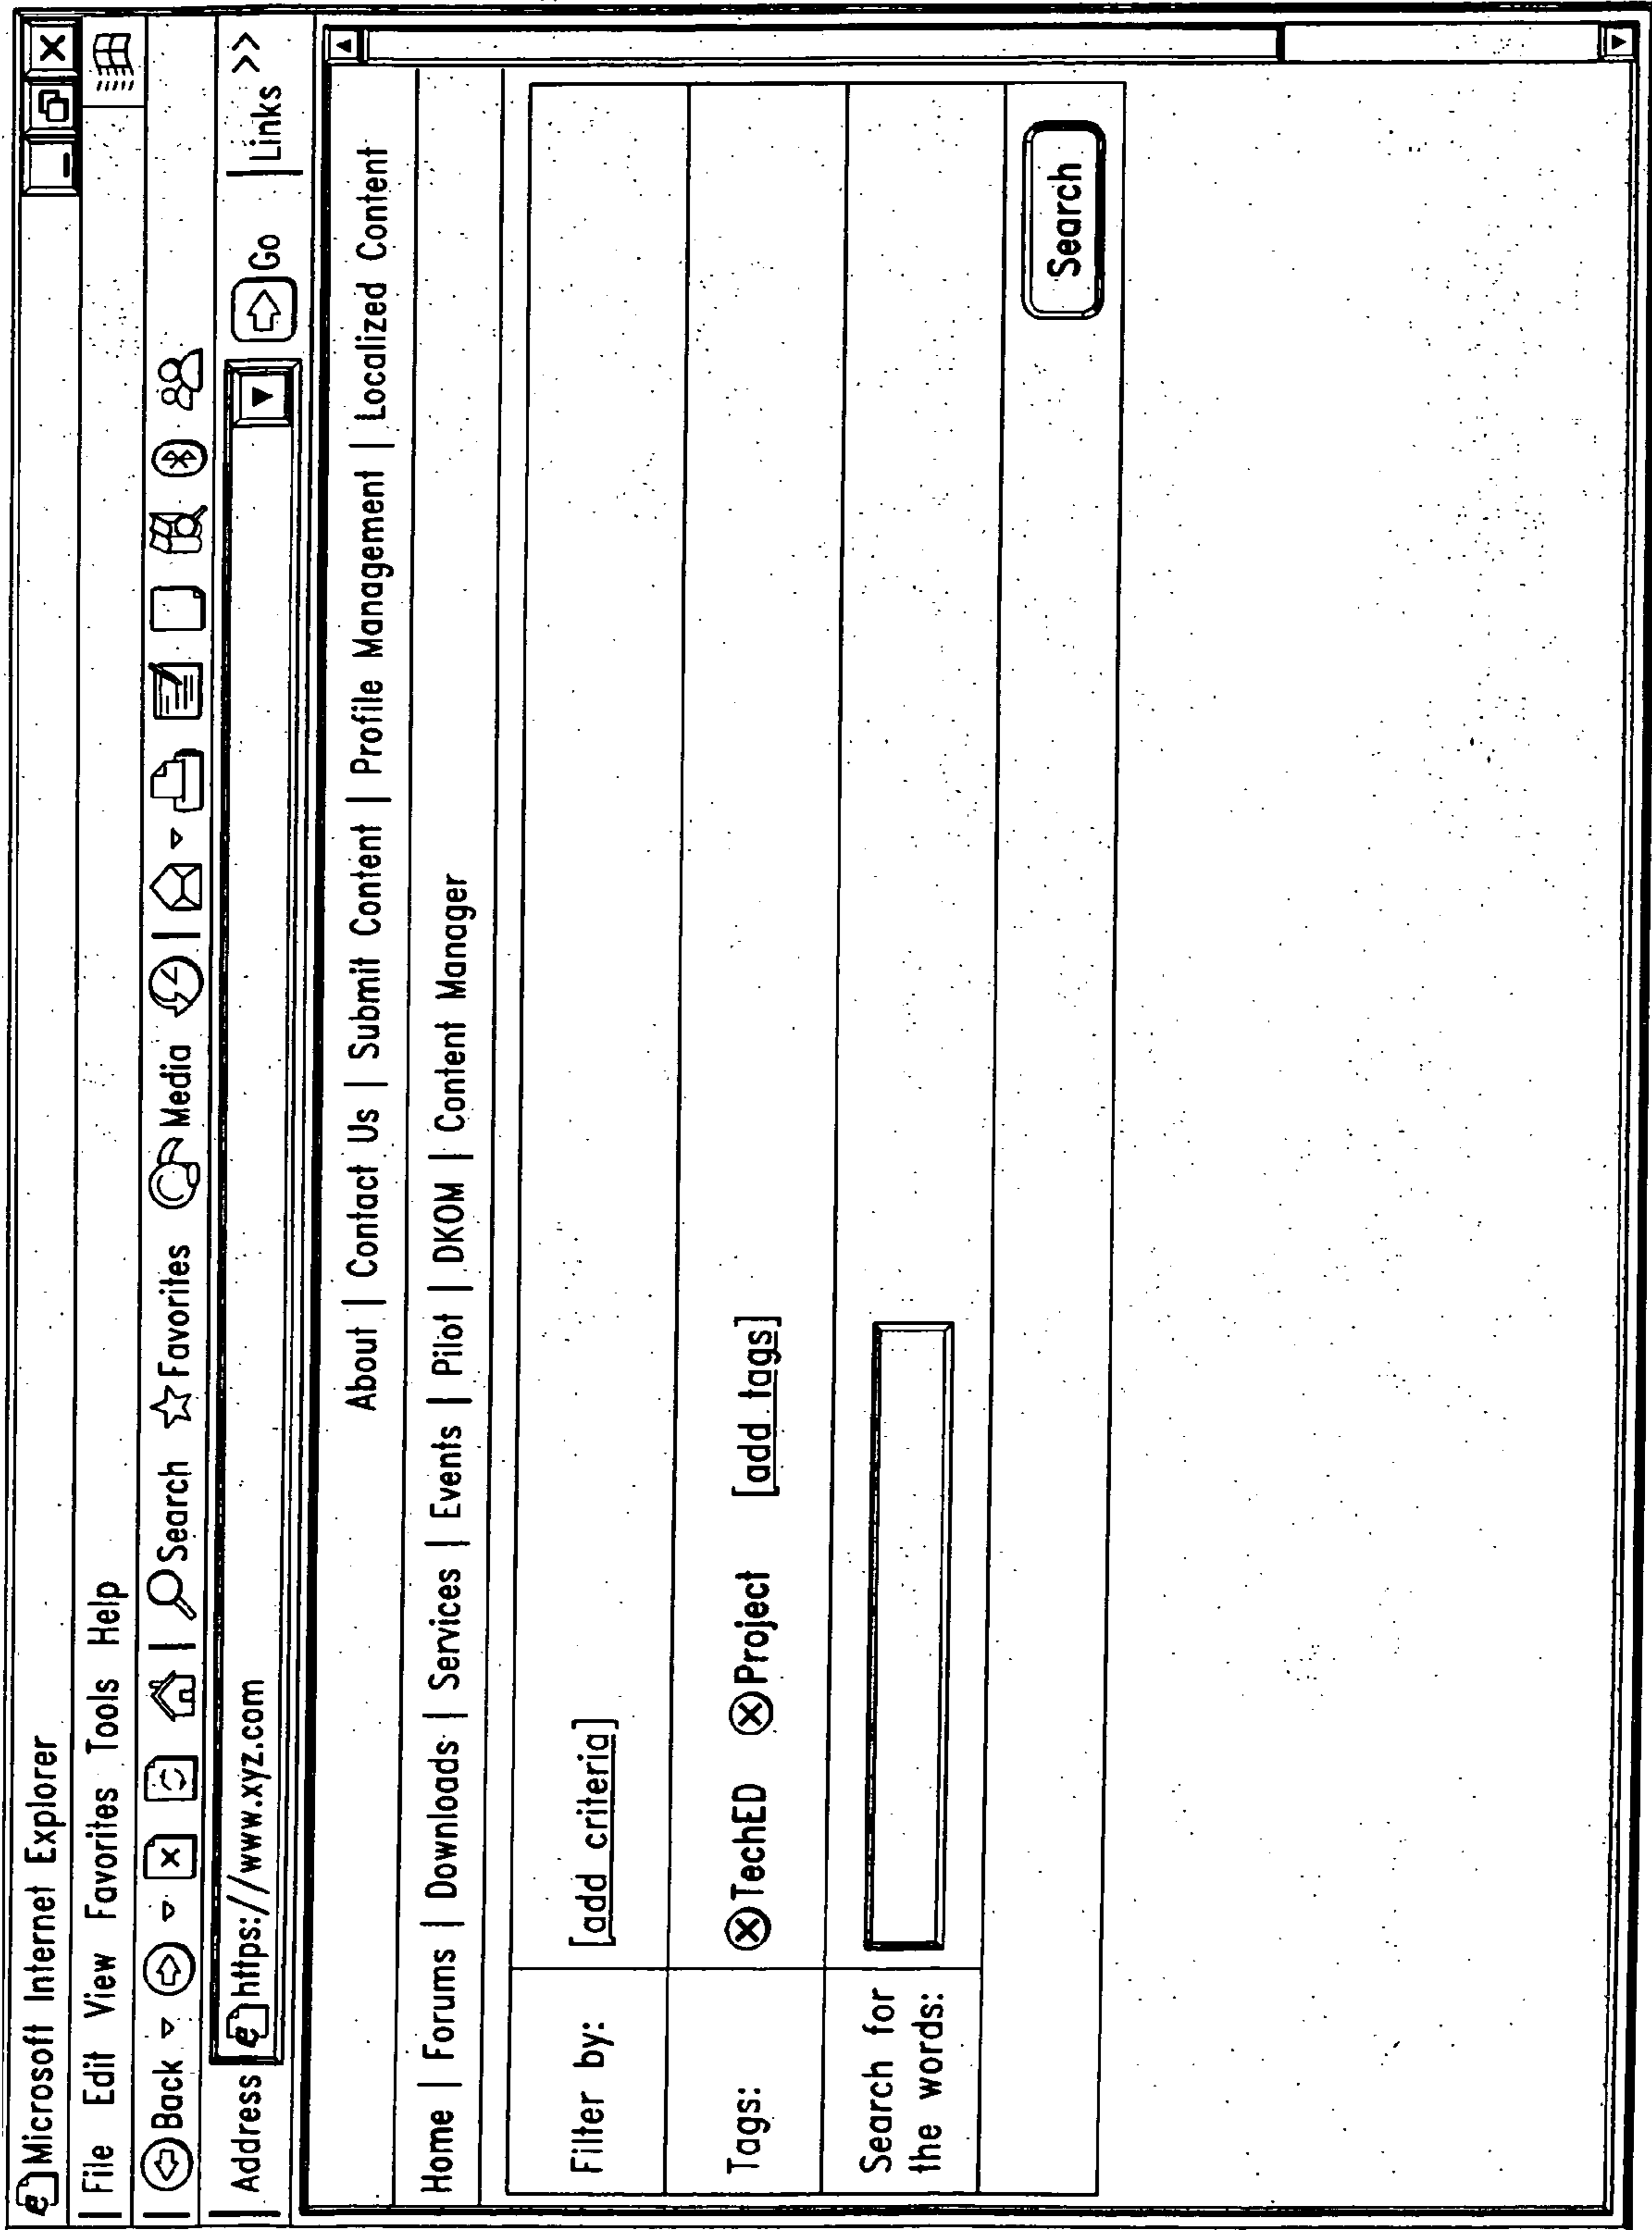 Microsoft Internet Explorer
File Edit View Favorites Tools Help
Back Search Favorites Media
Address https://www.xyz.com Go Links >>
About | Contact Us | Submit Content | Profile Management | Localized Content
Home | Forums | Downloads | Services | Events | Pilot | DKOM | Content Manager
Filter by: [add criteria]
Tags: TechED Project [add tags]
Search for
the words:
Search